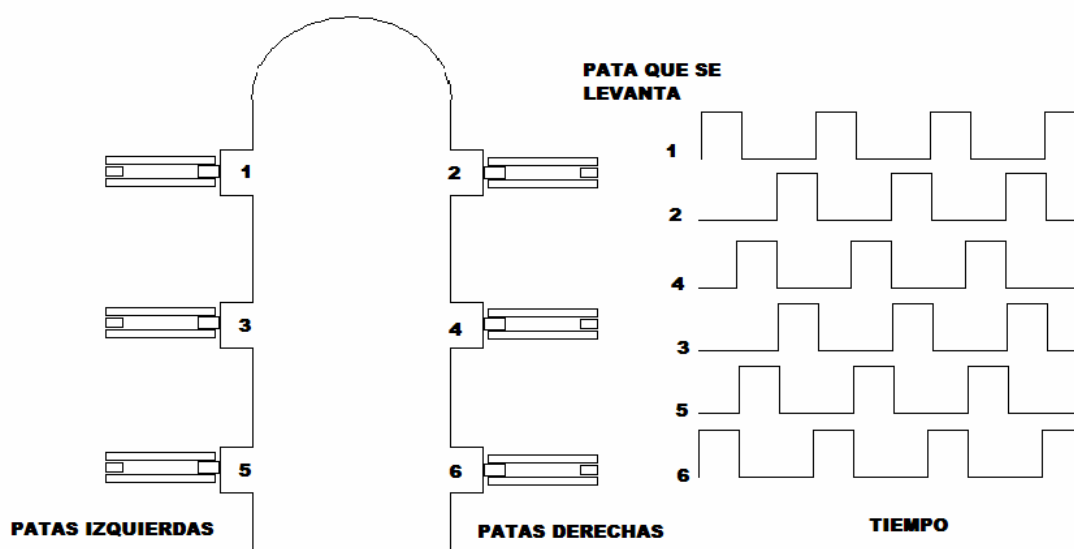 PATA QUE SE
LEVANTA
1
2
1
2
3
4
4
3
5
5
6
6
PATAS IZQUIERDAS
PATAS DERECHAS
TIEMPO